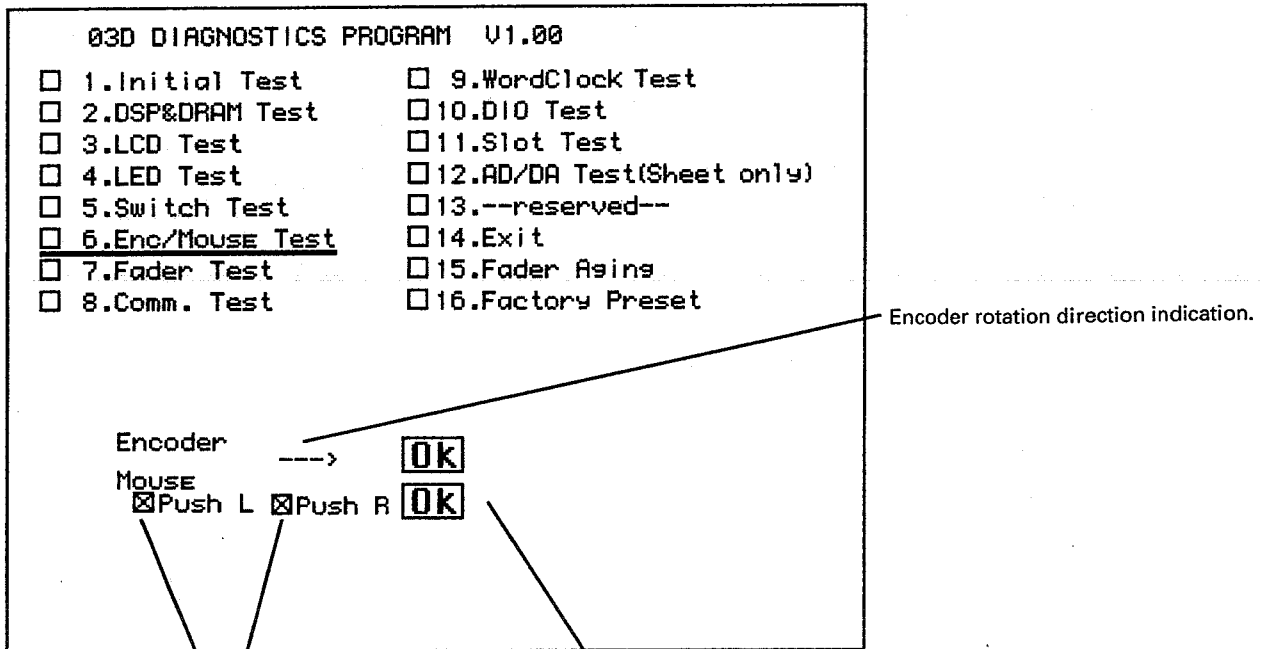 03D DIAGNOSTICS PROGRAM V1.00
1.Initial Test
2.DSP&DRAM Test
3.LCD Test
4.LED Test
5.Switch Test
6.Enc/Mouse Test
7.Fader Test
8.Comm. Test
9.WordClock Test
10.DIO Test
11.Slot Test
12.AD/DA Test(Sheet only)
13.--reserved--
14.Exit
15.Fader Aging
16.Factory Preset
Encoder rotation direction indication.
Encoder ---> Ok
Mouse
Push L Push R Ok